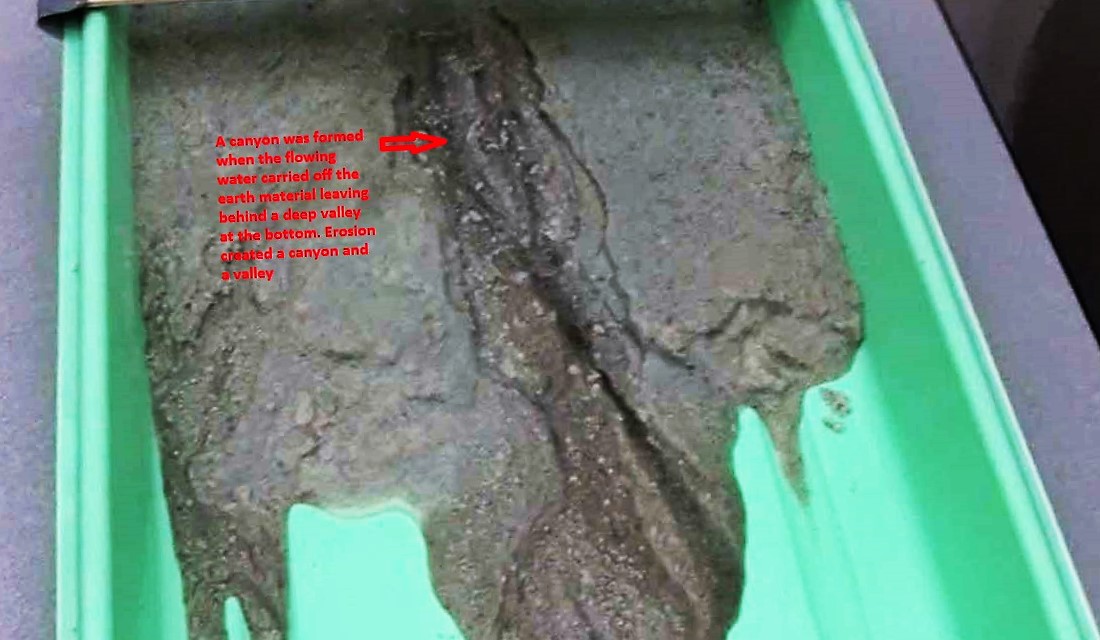 A canyon was formed
when the flowing
water carried off the
earth material leaving
behind a deep valley
at the bottom. Erosion
created a canyon and
a valley